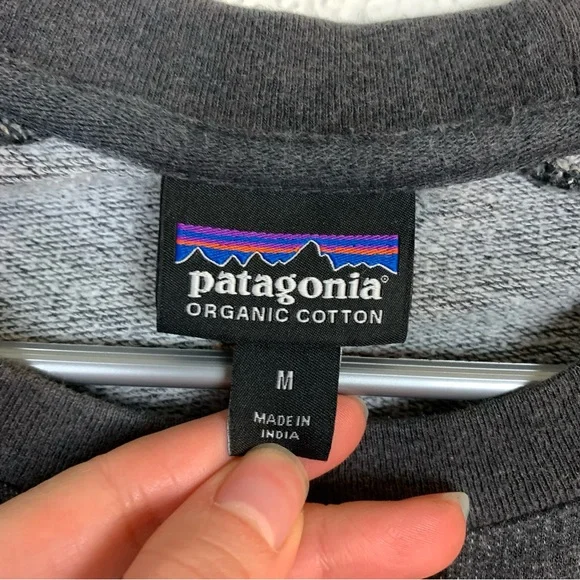 patagonia®
ORGANIC COTTON
M
MADE IN
INDIA